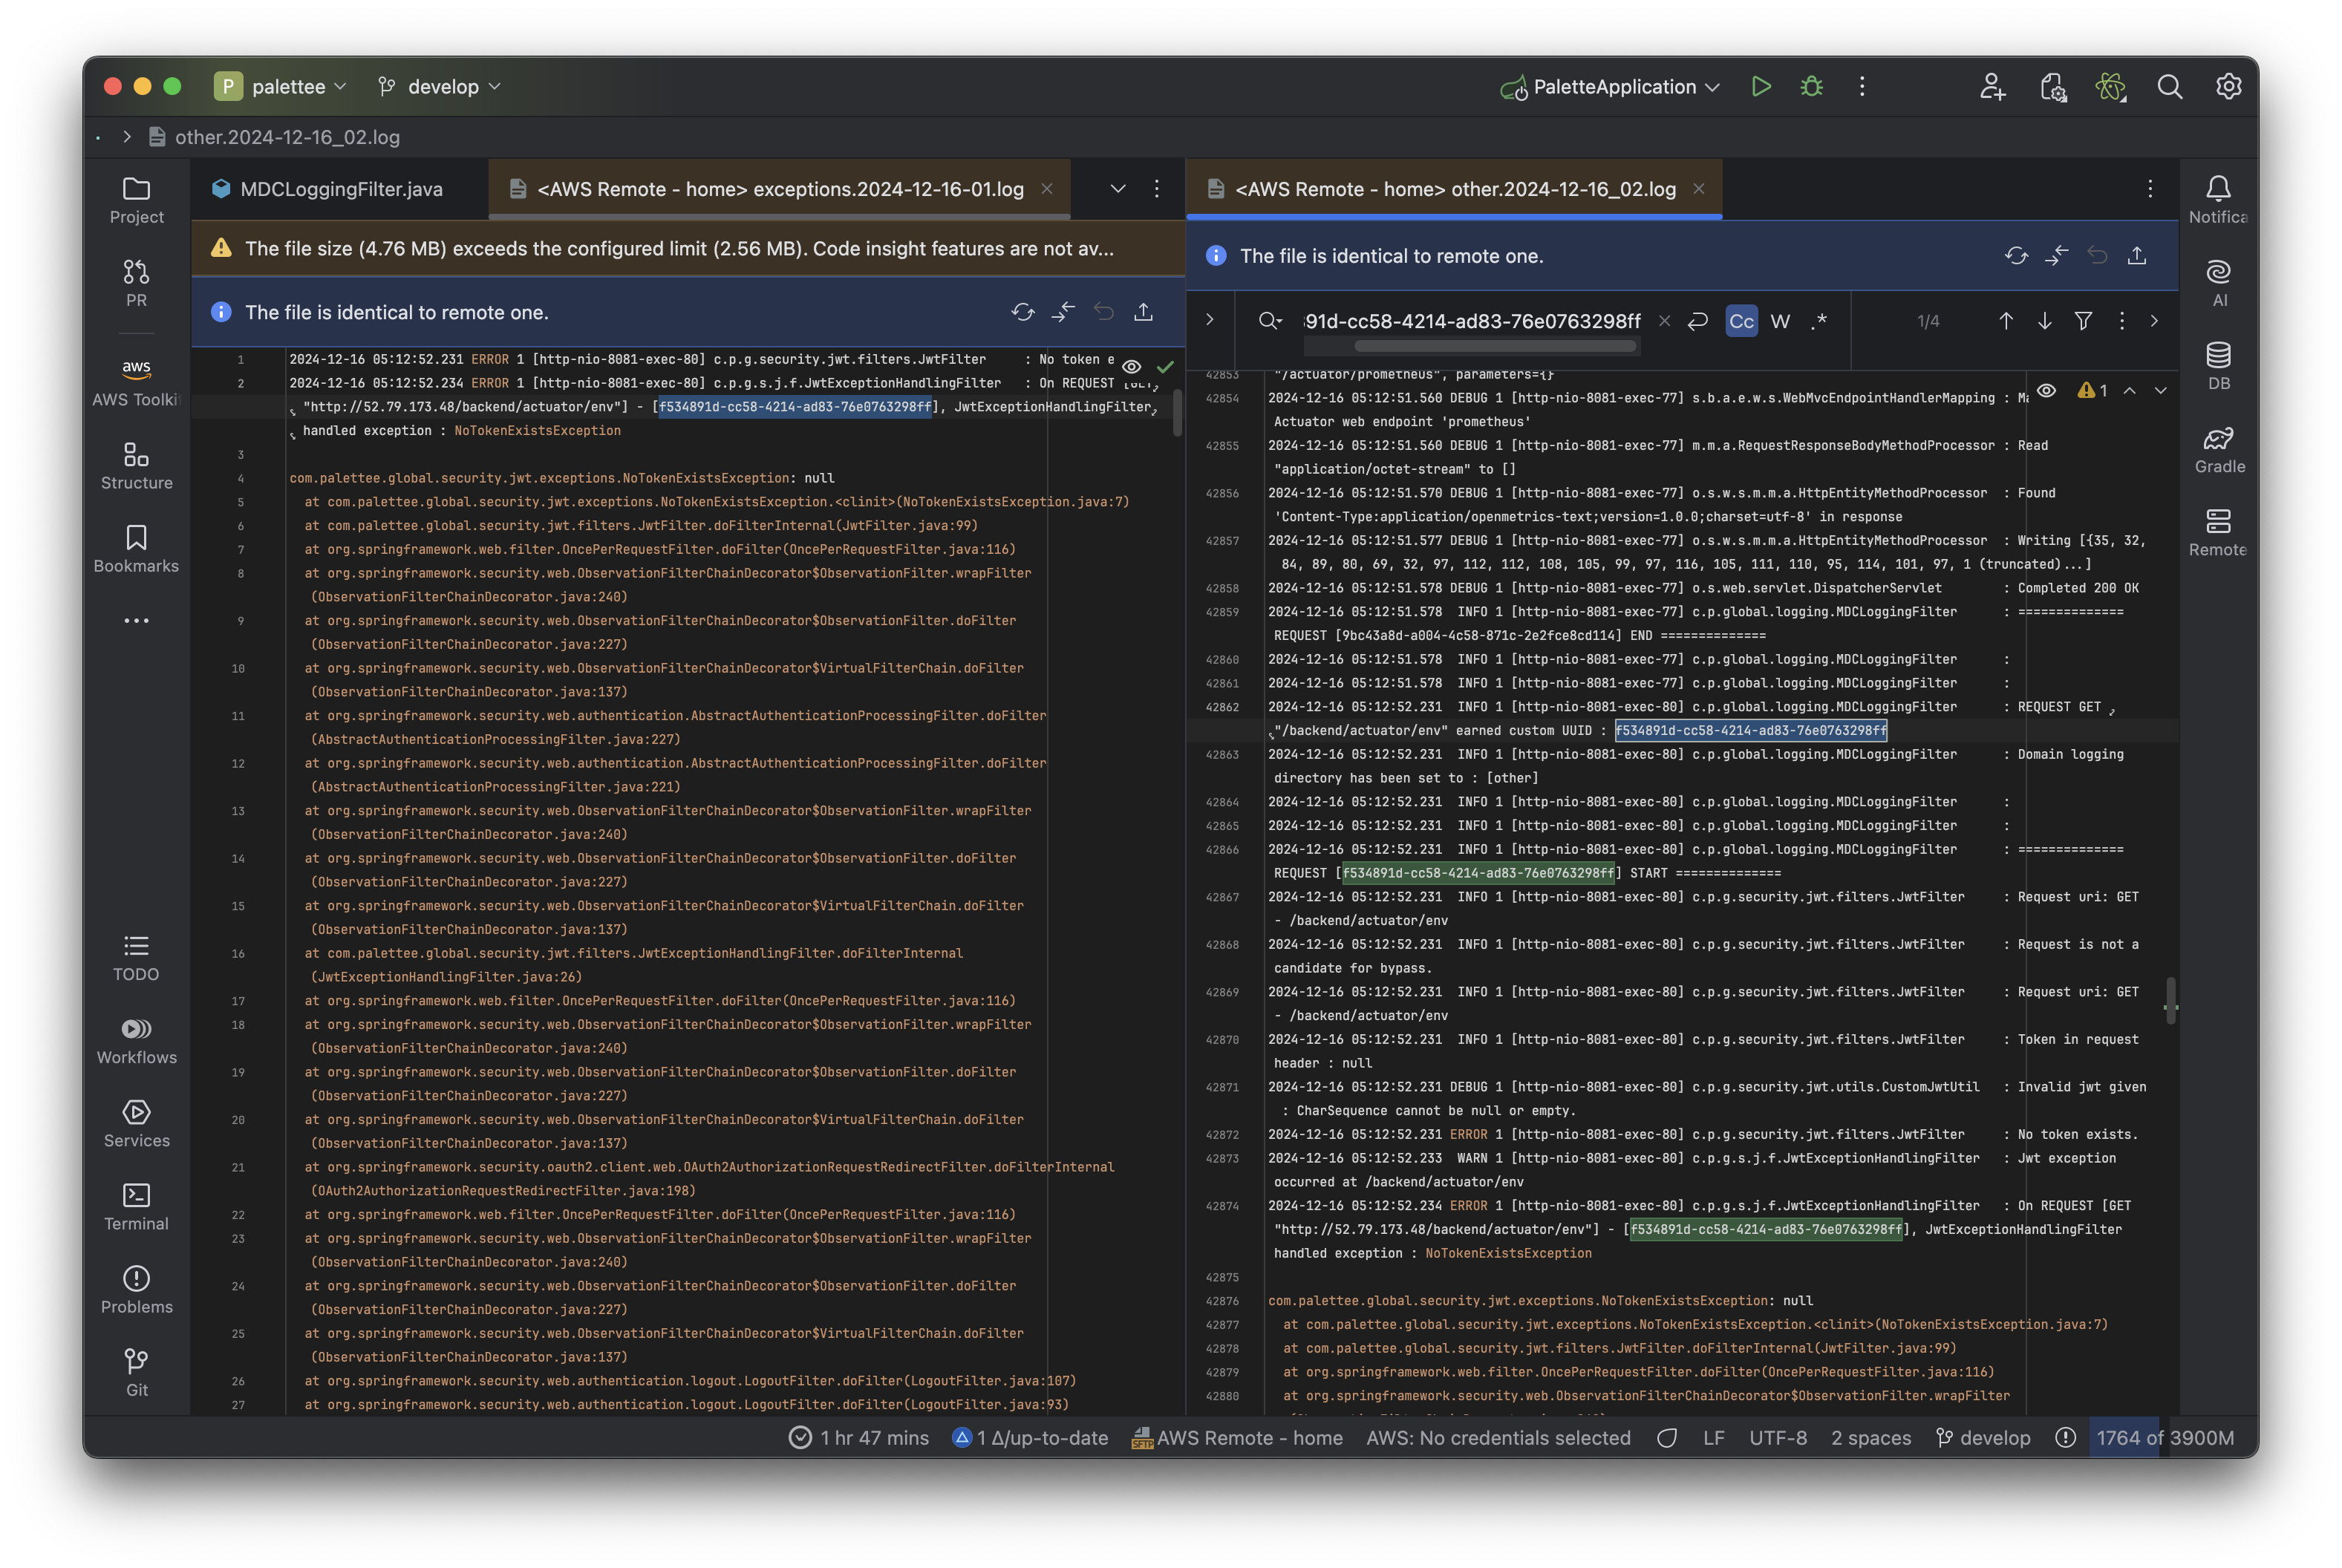 P palettee develop PaletteApplication
other.2024-12-16_02.log
MDCLoggingFilter.java
<AWS Remote - home> exceptions.2024-12-16-01.log
<AWS Remote - home> other.2024-12-16_02.log
Project
PR
aws
AWS Toolki
Structure
Bookmarks
TODO
Workflows
Services
Terminal
Problems
Git
The file size (4.76 MB) exceeds the configured limit (2.56 MB). Code insight features are not av...
The file is identical to remote one.
1 2024-12-16 05:12:52.231 ERROR 1 [http-nio-8081-exec-80] c.p.g.security.jwt.filters.JwtFilter : No token e
2 2024-12-16 05:12:52.234 ERROR 1 [http-nio-8081-exec-80] c.p.g.s.j.f.JwtExceptionHandlingFilter : On REQUEST [GET
"http://52.79.173.48/backend/actuator/env"] - [f534891d-cc58-4214-ad83-76e0763298ff], JwtExceptionHandlingFilter
handled exception : NoTokenExistsException
3
4 com.palettee.global.security.jwt.exceptions.NoTokenExistsException: null
5 at com.palettee.global.security.jwt.exceptions.NoTokenExistsException.<clinit>(NoTokenExistsException.java:7)
6 at com.palettee.global.security.jwt.filters.JwtFilter.doFilterInternal(JwtFilter.java:99)
7 at org.springframework.web.filter.OncePerRequestFilter.doFilter(OncePerRequestFilter.java:116)
8 at org.springframework.security.web.ObservationFilterChainDecorator$ObservationFilter.wrapFilter
(ObservationFilterChainDecorator.java:240)
9 at org.springframework.security.web.ObservationFilterChainDecorator$ObservationFilter.doFilter
(ObservationFilterChainDecorator.java:227)
10 at org.springframework.security.web.ObservationFilterChainDecorator$VirtualFilterChain.doFilter
(ObservationFilterChainDecorator.java:137)
11 at org.springframework.security.web.authentication.AbstractAuthenticationProcessingFilter.doFilter
(AbstractAuthenticationProcessingFilter.java:227)
12 at org.springframework.security.web.authentication.AbstractAuthenticationProcessingFilter.doFilter
(AbstractAuthenticationProcessingFilter.java:221)
13 at org.springframework.security.web.ObservationFilterChainDecorator$ObservationFilter.wrapFilter
(ObservationFilterChainDecorator.java:240)
14 at org.springframework.security.web.ObservationFilterChainDecorator$ObservationFilter.doFilter
(ObservationFilterChainDecorator.java:227)
15 at org.springframework.security.web.ObservationFilterChainDecorator$VirtualFilterChain.doFilter
(ObservationFilterChainDecorator.java:137)
16 at com.palettee.global.security.jwt.filters.JwtExceptionHandlingFilter.doFilterInternal
(JwtExceptionHandlingFilter.java:26)
17 at org.springframework.web.filter.OncePerRequestFilter.doFilter(OncePerRequestFilter.java:116)
18 at org.springframework.security.web.ObservationFilterChainDecorator$ObservationFilter.wrapFilter
(ObservationFilterChainDecorator.java:240)
19 at org.springframework.security.web.ObservationFilterChainDecorator$ObservationFilter.doFilter
(ObservationFilterChainDecorator.java:227)
20 at org.springframework.security.web.ObservationFilterChainDecorator$VirtualFilterChain.doFilter
(ObservationFilterChainDecorator.java:137)
21 at org.springframework.security.oauth2.client.web.OAuth2AuthorizationRequestRedirectFilter.doFilterInternal
(OAuth2AuthorizationRequestRedirectFilter.java:198)
22 at org.springframework.web.filter.OncePerRequestFilter.doFilter(OncePerRequestFilter.java:116)
23 at org.springframework.security.web.ObservationFilterChainDecorator$ObservationFilter.wrapFilter
(ObservationFilterChainDecorator.java:240)
24 at org.springframework.security.web.ObservationFilterChainDecorator$ObservationFilter.doFilter
(ObservationFilterChainDecorator.java:227)
25 at org.springframework.security.web.ObservationFilterChainDecorator$VirtualFilterChain.doFilter
(ObservationFilterChainDecorator.java:137)
26 at org.springframework.security.web.authentication.logout.LogoutFilter.doFilter(LogoutFilter.java:107)
27 at org.springframework.security.web.authentication.logout.LogoutFilter.doFilter(LogoutFilter.java:93)
The file is identical to remote one.
91d-cc58-4214-ad83-76e0763298ff Cc W .* 1/4
1
42853 "/actuator/prometheus", parameters={}
42854 2024-12-16 05:12:51.560 DEBUG 1 [http-nio-8081-exec-77] s.b.a.e.w.s.WebMvcEndpointHandlerMapping : Ma
Actuator web endpoint 'prometheus'
42855 2024-12-16 05:12:51.560 DEBUG 1 [http-nio-8081-exec-77] m.m.a.RequestResponseBodyMethodProcessor : Read
"application/octet-stream" to []
42856 2024-12-16 05:12:51.570 DEBUG 1 [http-nio-8081-exec-77] o.s.w.s.m.m.a.HttpEntityMethodProcessor : Found
'Content-Type:application/openmetrics-text;version=1.0.0;charset=utf-8' in response
42857 2024-12-16 05:12:51.577 DEBUG 1 [http-nio-8081-exec-77] o.s.w.s.m.m.a.HttpEntityMethodProcessor : Writing [{35, 32,
84, 89, 80, 69, 32, 97, 112, 112, 108, 105, 99, 97, 116, 105, 111, 110, 95, 114, 101, 97, 1 (truncated)...]
42858 2024-12-16 05:12:51.578 DEBUG 1 [http-nio-8081-exec-77] o.s.web.servlet.DispatcherServlet : Completed 200 OK
42859 2024-12-16 05:12:51.578 INFO 1 [http-nio-8081-exec-77] c.p.global.logging.MDCLoggingFilter : ==============
REQUEST [9bc43a8d-a004-4c58-871c-2e2fce8cd114] END ==============
42860 2024-12-16 05:12:51.578 INFO 1 [http-nio-8081-exec-77] c.p.global.logging.MDCLoggingFilter :
42861 2024-12-16 05:12:51.578 INFO 1 [http-nio-8081-exec-77] c.p.global.logging.MDCLoggingFilter :
42862 2024-12-16 05:12:52.231 INFO 1 [http-nio-8081-exec-80] c.p.global.logging.MDCLoggingFilter : REQUEST GET
"/backend/actuator/env" earned custom UUID : f534891d-cc58-4214-ad83-76e0763298ff
42863 2024-12-16 05:12:52.231 INFO 1 [http-nio-8081-exec-80] c.p.global.logging.MDCLoggingFilter : Domain logging
directory has been set to : [other]
42864 2024-12-16 05:12:52.231 INFO 1 [http-nio-8081-exec-80] c.p.global.logging.MDCLoggingFilter :
42865 2024-12-16 05:12:52.231 INFO 1 [http-nio-8081-exec-80] c.p.global.logging.MDCLoggingFilter :
42866 2024-12-16 05:12:52.231 INFO 1 [http-nio-8081-exec-80] c.p.global.logging.MDCLoggingFilter : ==============
REQUEST [f534891d-cc58-4214-ad83-76e0763298ff] START ==============
42867 2024-12-16 05:12:52.231 INFO 1 [http-nio-8081-exec-80] c.p.g.security.jwt.filters.JwtFilter : Request uri: GET
- /backend/actuator/env
42868 2024-12-16 05:12:52.231 INFO 1 [http-nio-8081-exec-80] c.p.g.security.jwt.filters.JwtFilter : Request is not a
candidate for bypass.
42869 2024-12-16 05:12:52.231 INFO 1 [http-nio-8081-exec-80] c.p.g.security.jwt.filters.JwtFilter : Request uri: GET
- /backend/actuator/env
42870 2024-12-16 05:12:52.231 INFO 1 [http-nio-8081-exec-80] c.p.g.security.jwt.filters.JwtFilter : Token in request
header : null
42871 2024-12-16 05:12:52.231 DEBUG 1 [http-nio-8081-exec-80] c.p.g.security.jwt.utils.CustomJwtUtil : Invalid jwt given
: CharSequence cannot be null or empty.
42872 2024-12-16 05:12:52.231 ERROR 1 [http-nio-8081-exec-80] c.p.g.security.jwt.filters.JwtFilter : No token exists.
42873 2024-12-16 05:12:52.233 WARN 1 [http-nio-8081-exec-80] c.p.g.s.j.f.JwtExceptionHandlingFilter : Jwt exception
occurred at /backend/actuator/env
42874 2024-12-16 05:12:52.234 ERROR 1 [http-nio-8081-exec-80] c.p.g.s.j.f.JwtExceptionHandlingFilter : On REQUEST [GET
"http://52.79.173.48/backend/actuator/env"] - [f534891d-cc58-4214-ad83-76e0763298ff], JwtExceptionHandlingFilter
handled exception : NoTokenExistsException
42875
42876 com.palettee.global.security.jwt.exceptions.NoTokenExistsException: null
42877 at com.palettee.global.security.jwt.exceptions.NoTokenExistsException.<clinit>(NoTokenExistsException.java:7)
42878 at com.palettee.global.security.jwt.filters.JwtFilter.doFilterInternal(JwtFilter.java:99)
42879 at org.springframework.web.filter.OncePerRequestFilter.doFilter(OncePerRequestFilter.java:116)
42880 at org.springframework.security.web.ObservationFilterChainDecorator$ObservationFilter.wrapFilter
Notifica
AI
DB
Gradle
Remote
1 hr 47 mins 1 Δ/up-to-date SFTP AWS Remote - home AWS: No credentials selected LF UTF-8 2 spaces develop 1764 of 3900M